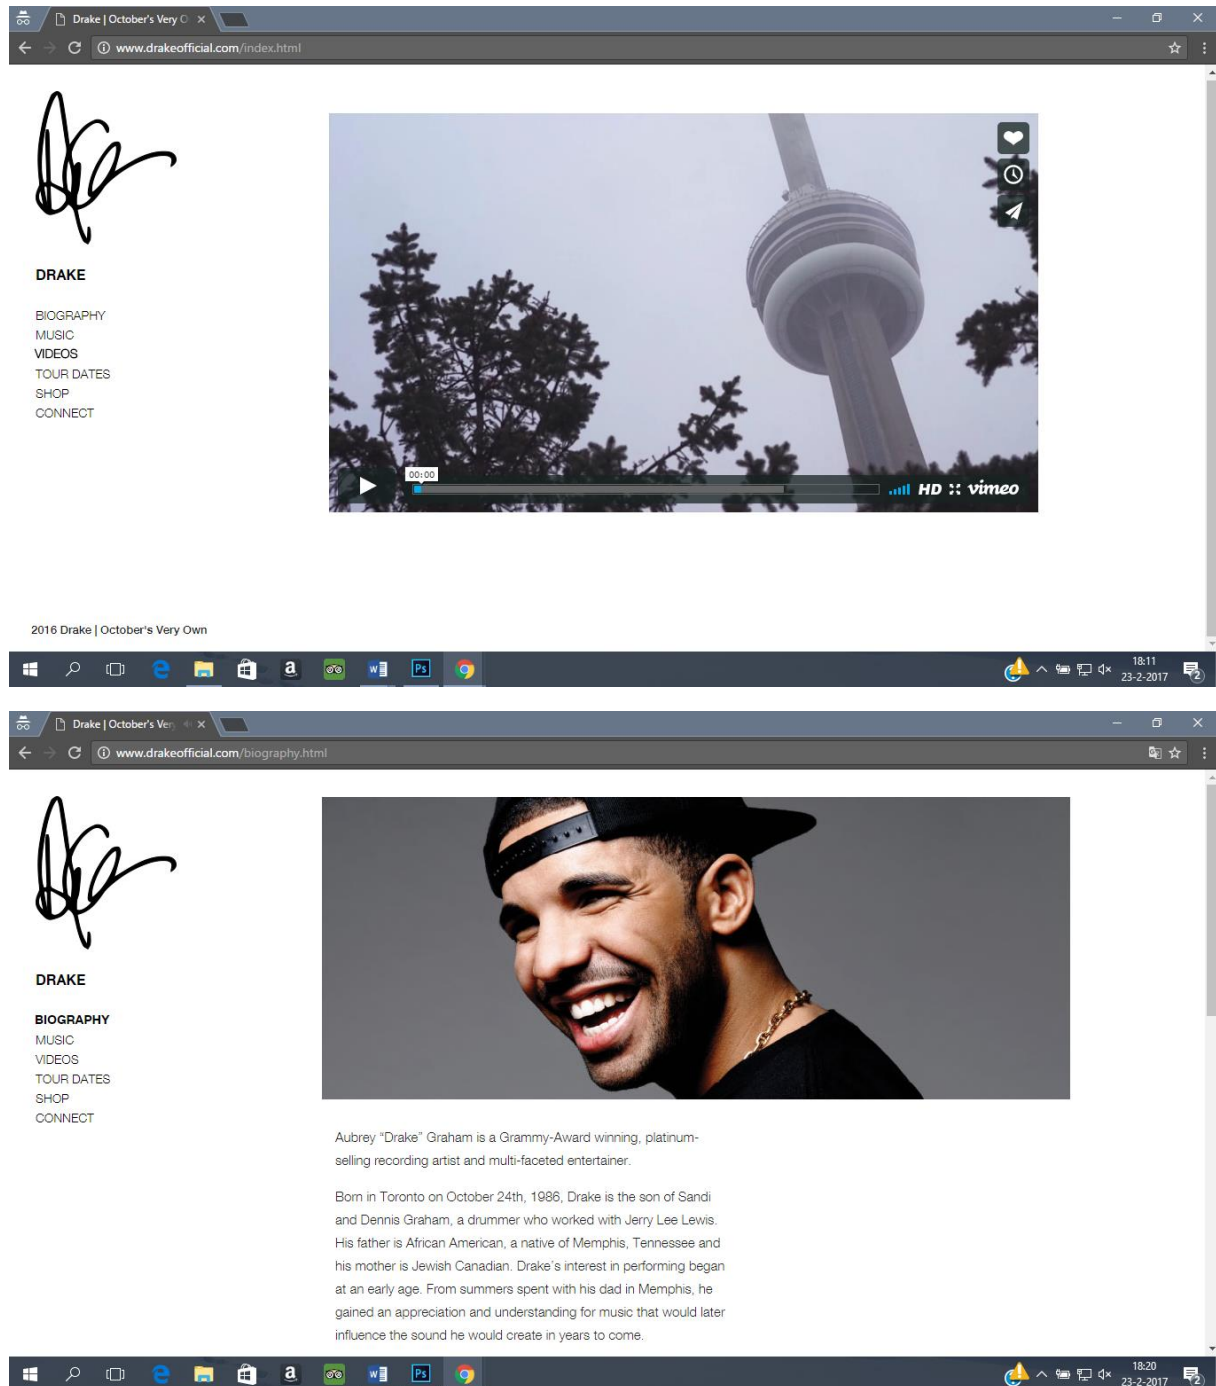 Drake | October's Very O
www.drakeofficial.com/index.html
DRAKE
BIOGRAPHY
MUSIC
VIDEOS
TOUR DATES
SHOP
CONNECT
00:00
HD vimeo
2016 Drake | October's Very Own
a
W
Ps
18:11
23-2-2017
2
Drake | October's Ver
www.drakeofficial.com/biography.html
DRAKE
BIOGRAPHY
MUSIC
VIDEOS
TOUR DATES
SHOP
CONNECT
Aubrey “Drake” Graham is a Grammy-Award winning, platinum-
selling recording artist and multi-faceted entertainer.
Born in Toronto on October 24th, 1986, Drake is the son of Sandi
and Dennis Graham, a drummer who worked with Jerry Lee Lewis.
His father is African American, a native of Memphis, Tennessee and
his mother is Jewish Canadian. Drake´s interest in performing began
at an early age. From summers spent with his dad in Memphis, he
gained an appreciation and understanding for music that would later
influence the sound he would create in years to come.
a
W
Ps
18:20
23-2-2017
2